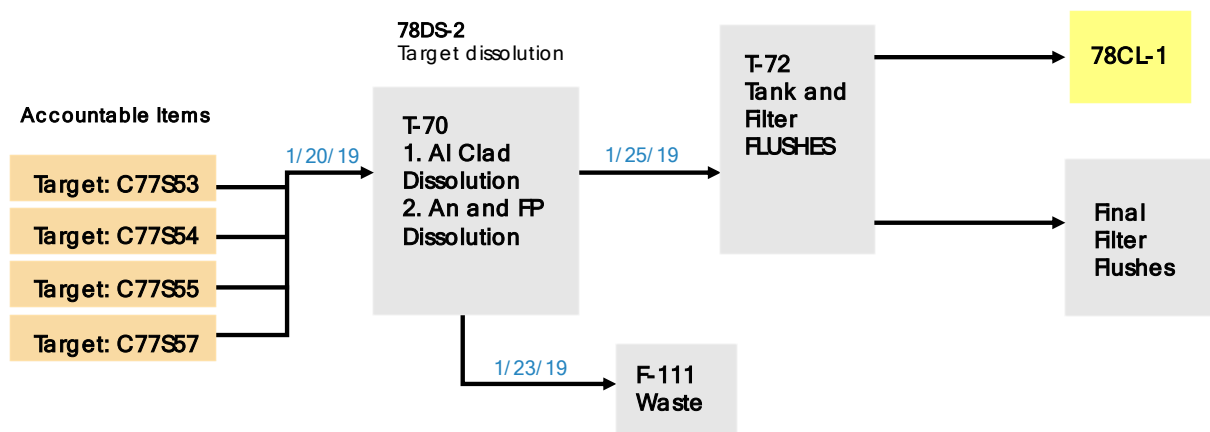 78DS-2
Target dissolution
Accountable Items
Target: C77S53
Target: C77S54
Target: C77S55
Target: C77S57
1/20/19
T-70
1. Al Clad
Dissolution
2. An and FP
Dissolution
1/25/19
1/23/19
F-111
Waste
T-72
Tank and
Filter
FLUSHES
78CL-1
Final
Filter
Flushes